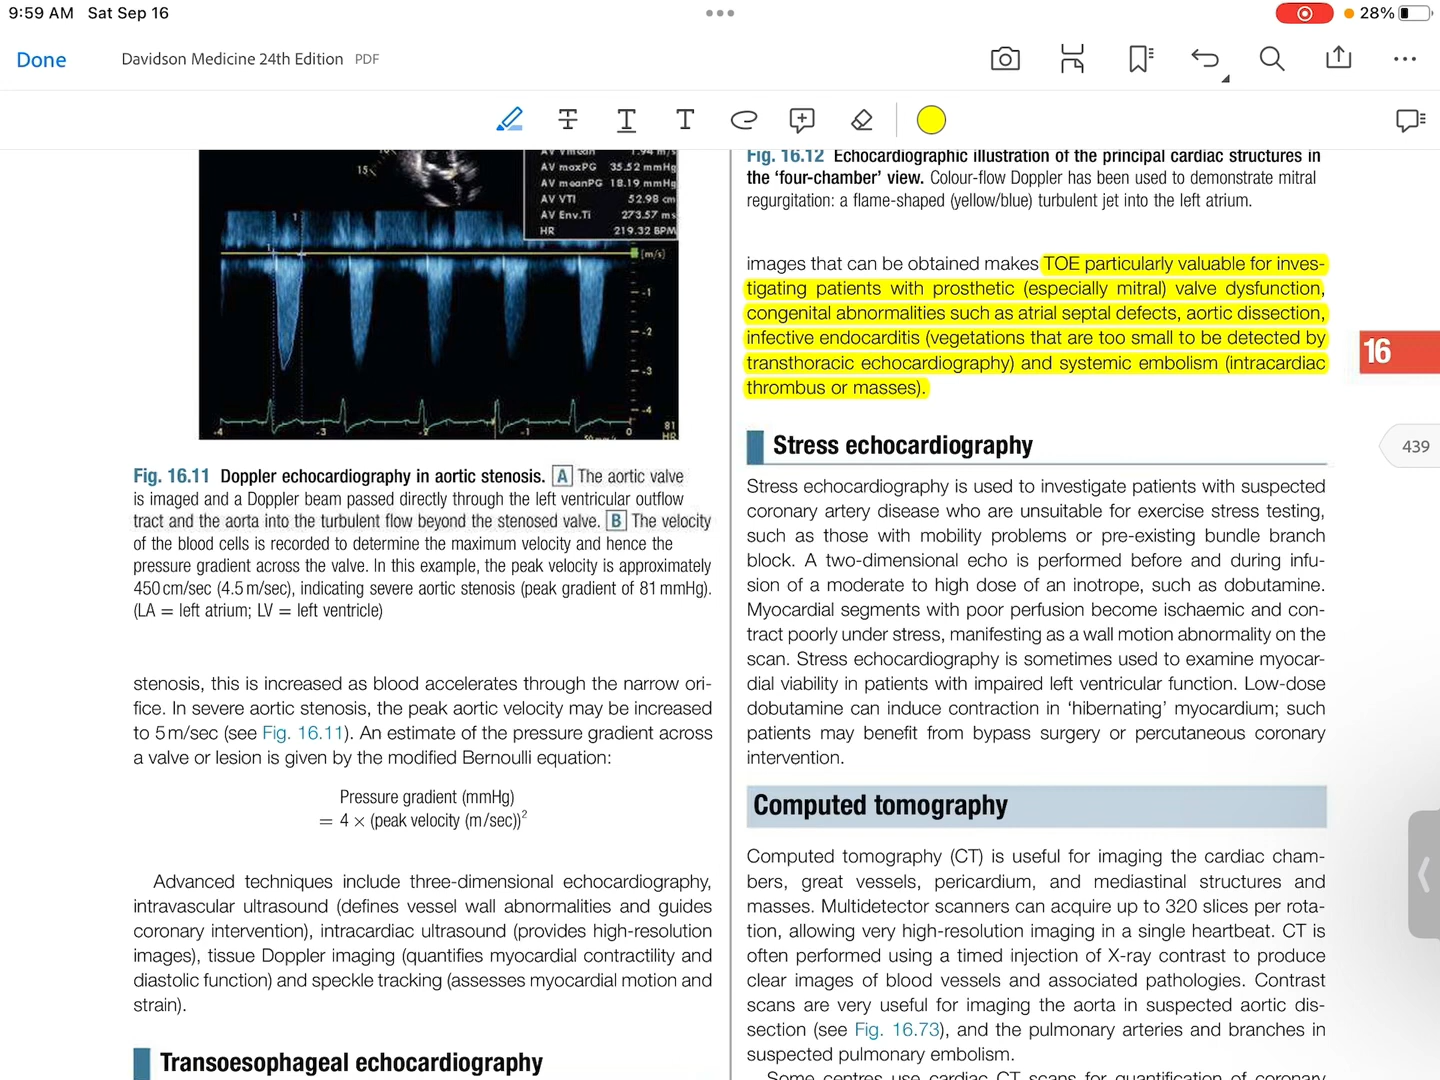 9:59 AM Sat Sep 16
28%
Done
Davidson Medicine 24th Edition PDF
15
AV Vmean 1.94 m/s
AV maxPG 35.52 mmHg
AV meanPG 18.19 mmHg
AV VTI 52.98 cm
AV Env.Ti 273.57 ms
HR 219.32 BPM
1
1
[m/s]
-1
-2
-3
-4
81
HR
-4 -3 -2 -1 0
Fig. 16.11 Doppler echocardiography in aortic stenosis. A The aortic valve
is imaged and a Doppler beam passed directly through the left ventricular outflow
tract and the aorta into the turbulent flow beyond the stenosed valve. B The velocity
of the blood cells is recorded to determine the maximum velocity and hence the
pressure gradient across the valve. In this example, the peak velocity is approximately
450 cm/sec (4.5 m/sec), indicating severe aortic stenosis (peak gradient of 81 mmHg).
(LA = left atrium; LV = left ventricle)
stenosis, this is increased as blood accelerates through the narrow ori-
fice. In severe aortic stenosis, the peak aortic velocity may be increased
to 5 m/sec (see Fig. 16.11). An estimate of the pressure gradient across
a valve or lesion is given by the modified Bernoulli equation:
Pressure gradient (mmHg)
= 4 × (peak velocity (m/sec))²
Advanced techniques include three-dimensional echocardiography,
intravascular ultrasound (defines vessel wall abnormalities and guides
coronary intervention), intracardiac ultrasound (provides high-resolution
images), tissue Doppler imaging (quantifies myocardial contractility and
diastolic function) and speckle tracking (assesses myocardial motion and
strain).
Transoesophageal echocardiography
Fig. 16.12 Echocardiographic illustration of the principal cardiac structures in
the ‘four-chamber’ view. Colour-flow Doppler has been used to demonstrate mitral
regurgitation: a flame-shaped (yellow/blue) turbulent jet into the left atrium.
images that can be obtained makes TOE particularly valuable for inves-
tigating patients with prosthetic (especially mitral) valve dysfunction,
congenital abnormalities such as atrial septal defects, aortic dissection,
infective endocarditis (vegetations that are too small to be detected by
transthoracic echocardiography) and systemic embolism (intracardiac
thrombus or masses).
Stress echocardiography
Stress echocardiography is used to investigate patients with suspected
coronary artery disease who are unsuitable for exercise stress testing,
such as those with mobility problems or pre-existing bundle branch
block. A two-dimensional echo is performed before and during infu-
sion of a moderate to high dose of an inotrope, such as dobutamine.
Myocardial segments with poor perfusion become ischaemic and con-
tract poorly under stress, manifesting as a wall motion abnormality on the
scan. Stress echocardiography is sometimes used to examine myocar-
dial viability in patients with impaired left ventricular function. Low-dose
dobutamine can induce contraction in ‘hibernating’ myocardium; such
patients may benefit from bypass surgery or percutaneous coronary
intervention.
Computed tomography
Computed tomography (CT) is useful for imaging the cardiac cham-
bers, great vessels, pericardium, and mediastinal structures and
masses. Multidetector scanners can acquire up to 320 slices per rota-
tion, allowing very high-resolution imaging in a single heartbeat. CT is
often performed using a timed injection of X-ray contrast to produce
clear images of blood vessels and associated pathologies. Contrast
scans are very useful for imaging the aorta in suspected aortic dis-
section (see Fig. 16.73), and the pulmonary arteries and branches in
suspected pulmonary embolism.
Some centres use cardiac CT scans for quantification of coronary
16
439